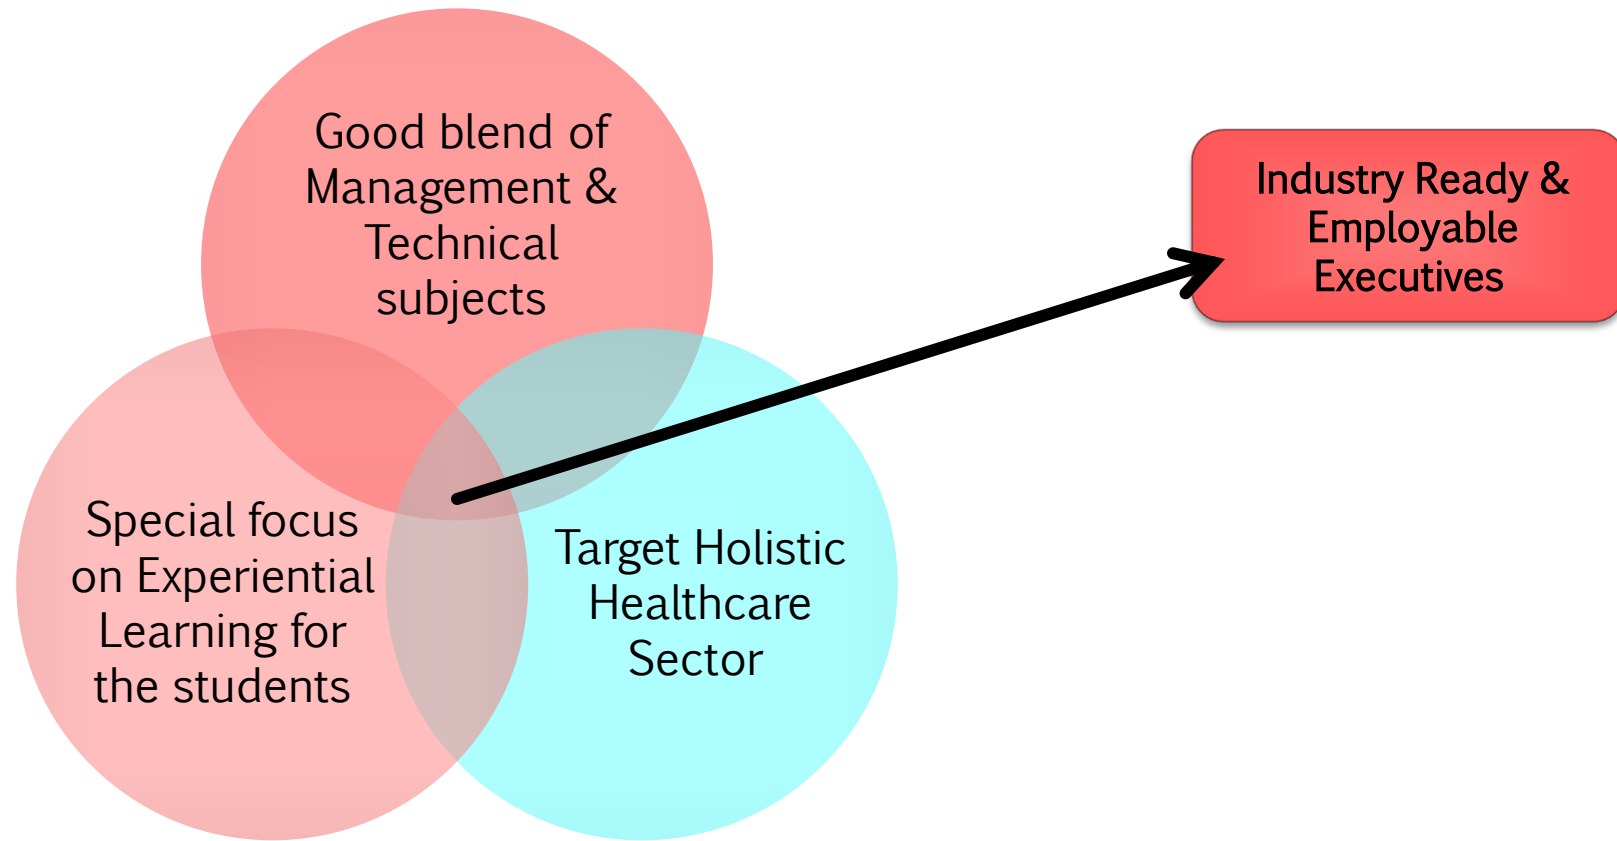 Good blend of
Management &
Technical
subjects
Industry Ready &
Employable
Executives
Special focus
on Experiential
Learning for
the students
Target Holistic
Healthcare
Sector